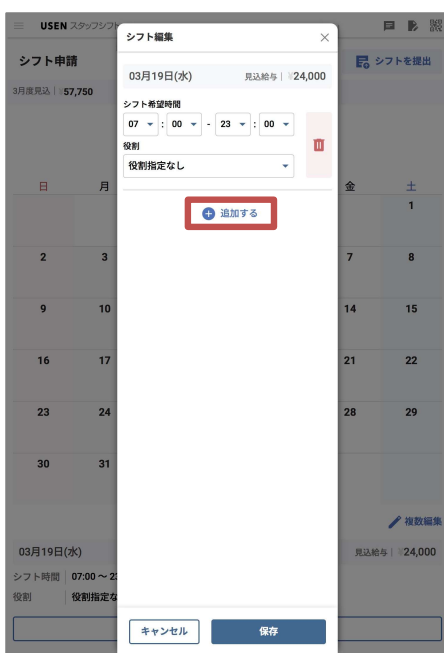 USEN スタッフシフト
シフト編集
シフト申請
シフトを提出
3月度見込 ¥57,750
03月19日(水) 見込給与 ¥24,000
シフト希望時間
07 : 00 - 23 : 00
役割
役割指定なし
追加する
日 月 金 土
1
2 3 7 8
9 10 14 15
16 17 21 22
23 24 28 29
30 31
複数編集
03月19日(水) 見込給与 ¥24,000
シフト時間 07:00 ～ 2
役割 役割指定な
キャンセル 保存